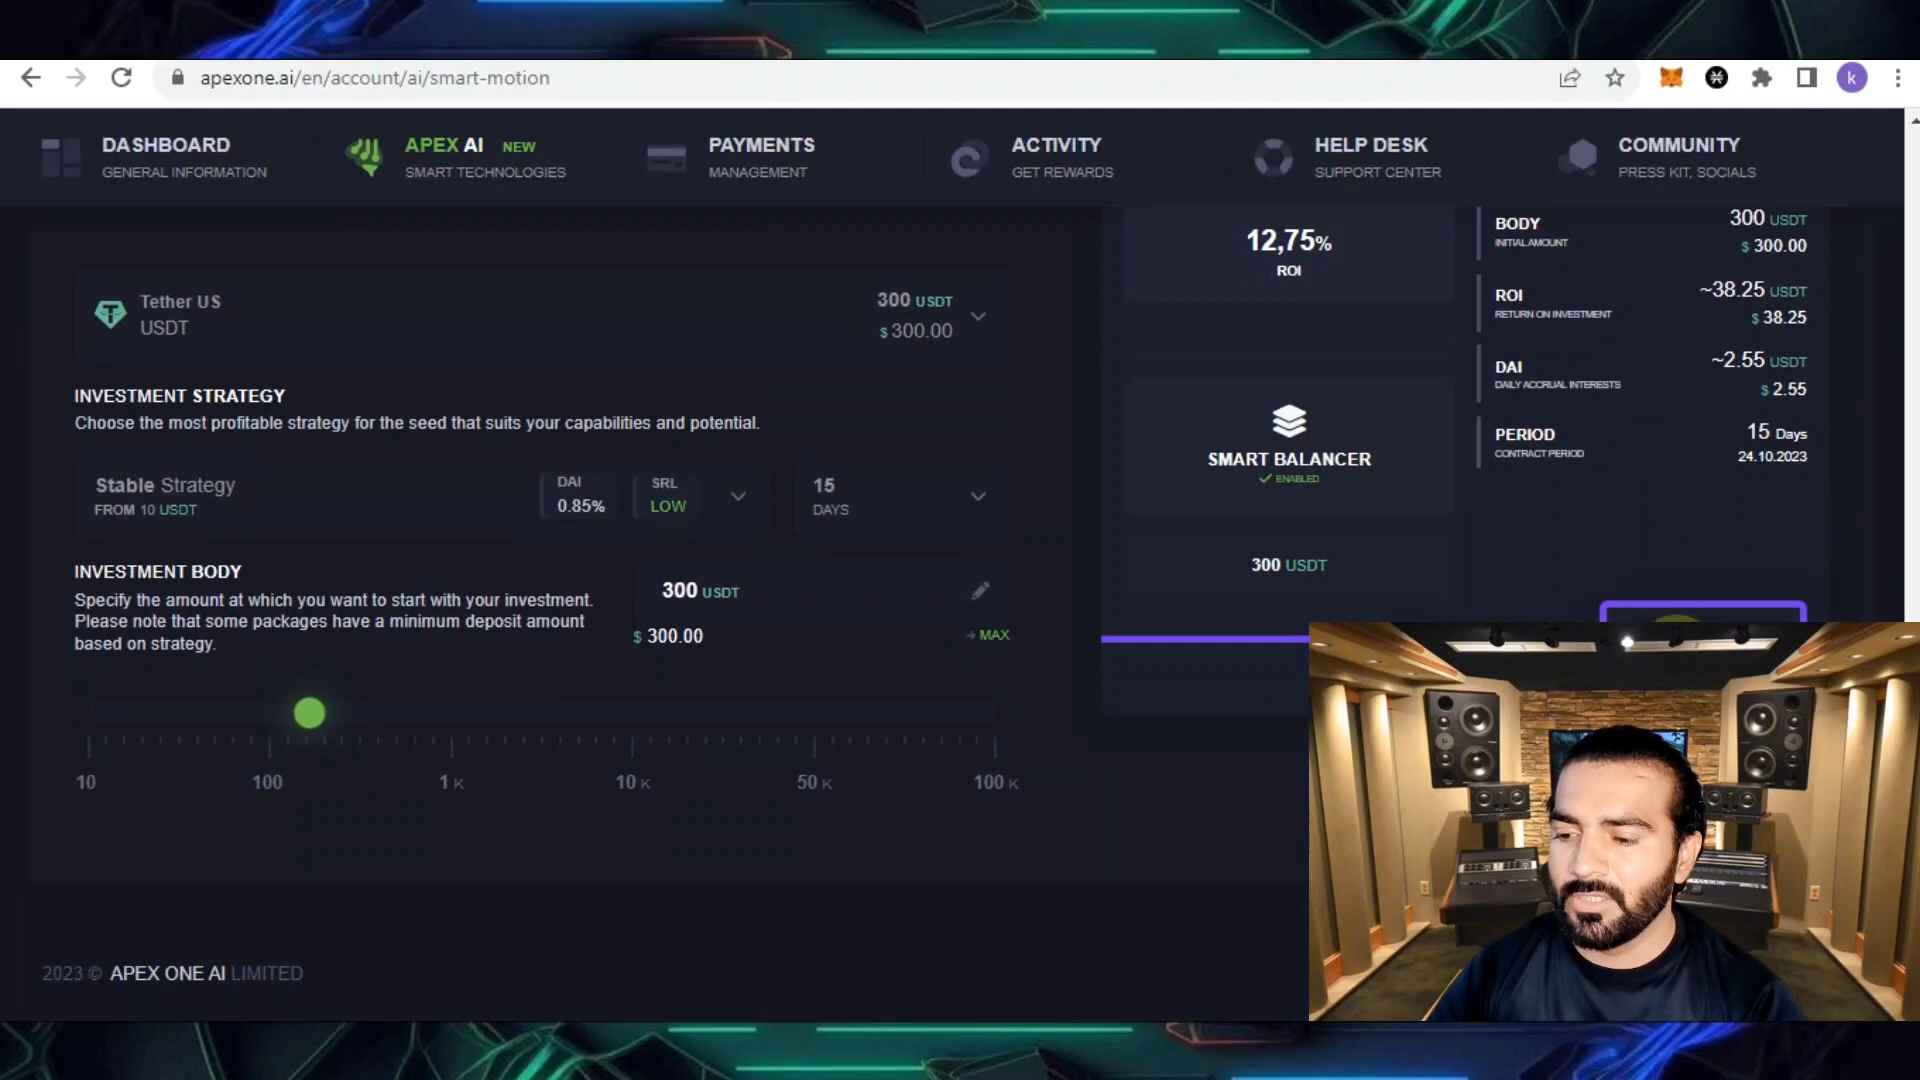 apexone.ai/en/account/ai/smart-motion
k
DASHBOARD
GENERAL INFORMATION
APEX AI NEW
SMART TECHNOLOGIES
PAYMENTS
MANAGEMENT
ACTIVITY
GET REWARDS
HELP DESK
SUPPORT CENTER
COMMUNITY
PRESS KIT, SOCIALS
Tether US
USDT
300 USDT
$ 300.00
INVESTMENT STRATEGY
Choose the most profitable strategy for the seed that suits your capabilities and potential.
Stable Strategy
FROM 10 USDT
DAI
0.85%
SRL
LOW
15
DAYS
INVESTMENT BODY
Specify the amount at which you want to start with your investment.
Please note that some packages have a minimum deposit amount
based on strategy.
300 USDT
$ 300.00
MAX
10 100 1 K 10 K 50 K 100 K
12,75%
ROI
SMART BALANCER
ENABLED
300 USDT
BODY
INITIAL AMOUNT
300 USDT
$ 300.00
ROI
RETURN ON INVESTMENT
~38.25 USDT
$ 38.25
DAI
DAILY ACCRUAL INTERESTS
~2.55 USDT
$ 2.55
PERIOD
CONTRACT PERIOD
15 Days
24.10.2023
2023 © APEX ONE AI LIMITED